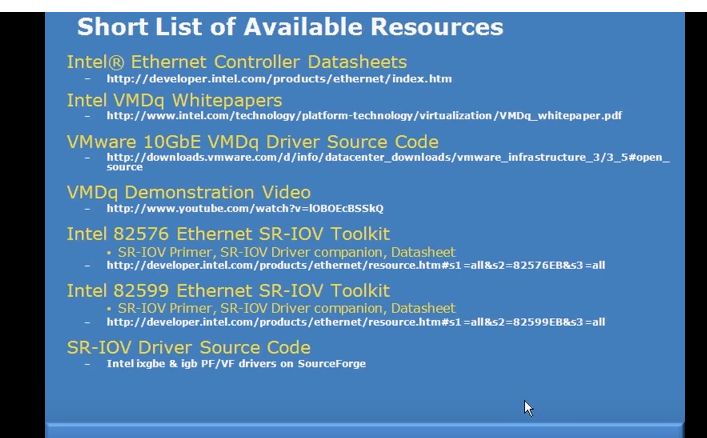 Short List of Available Resources
Intel® Ethernet Controller Datasheets
– http://developer.intel.com/products/ethernet/index.htm
Intel VMDq Whitepapers
– http://www.intel.com/technology/platform-technology/virtualization/VMDq_whitepaper.pdf
VMware 10GbE VMDq Driver Source Code
– http://downloads.vmware.com/d/info/datacenter_downloads/vmware_infrastructure_3/3_5#open_
source
VMDq Demonstration Video
– http://www.youtube.com/watch?v=lOBOEcBSSkQ
Intel 82576 Ethernet SR-IOV Toolkit
▪ SR-IOV Primer, SR-IOV Driver companion, Datasheet
– http://developer.intel.com/products/ethernet/resource.htm#s1=all&s2=82576EB&s3=all
Intel 82599 Ethernet SR-IOV Toolkit
▪ SR-IOV Primer, SR-IOV Driver companion, Datasheet
– http://developer.intel.com/products/ethernet/resource.htm#s1=all&s2=82599EB&s3=all
SR-IOV Driver Source Code
– Intel ixgbe & igb PF/VF drivers on SourceForge